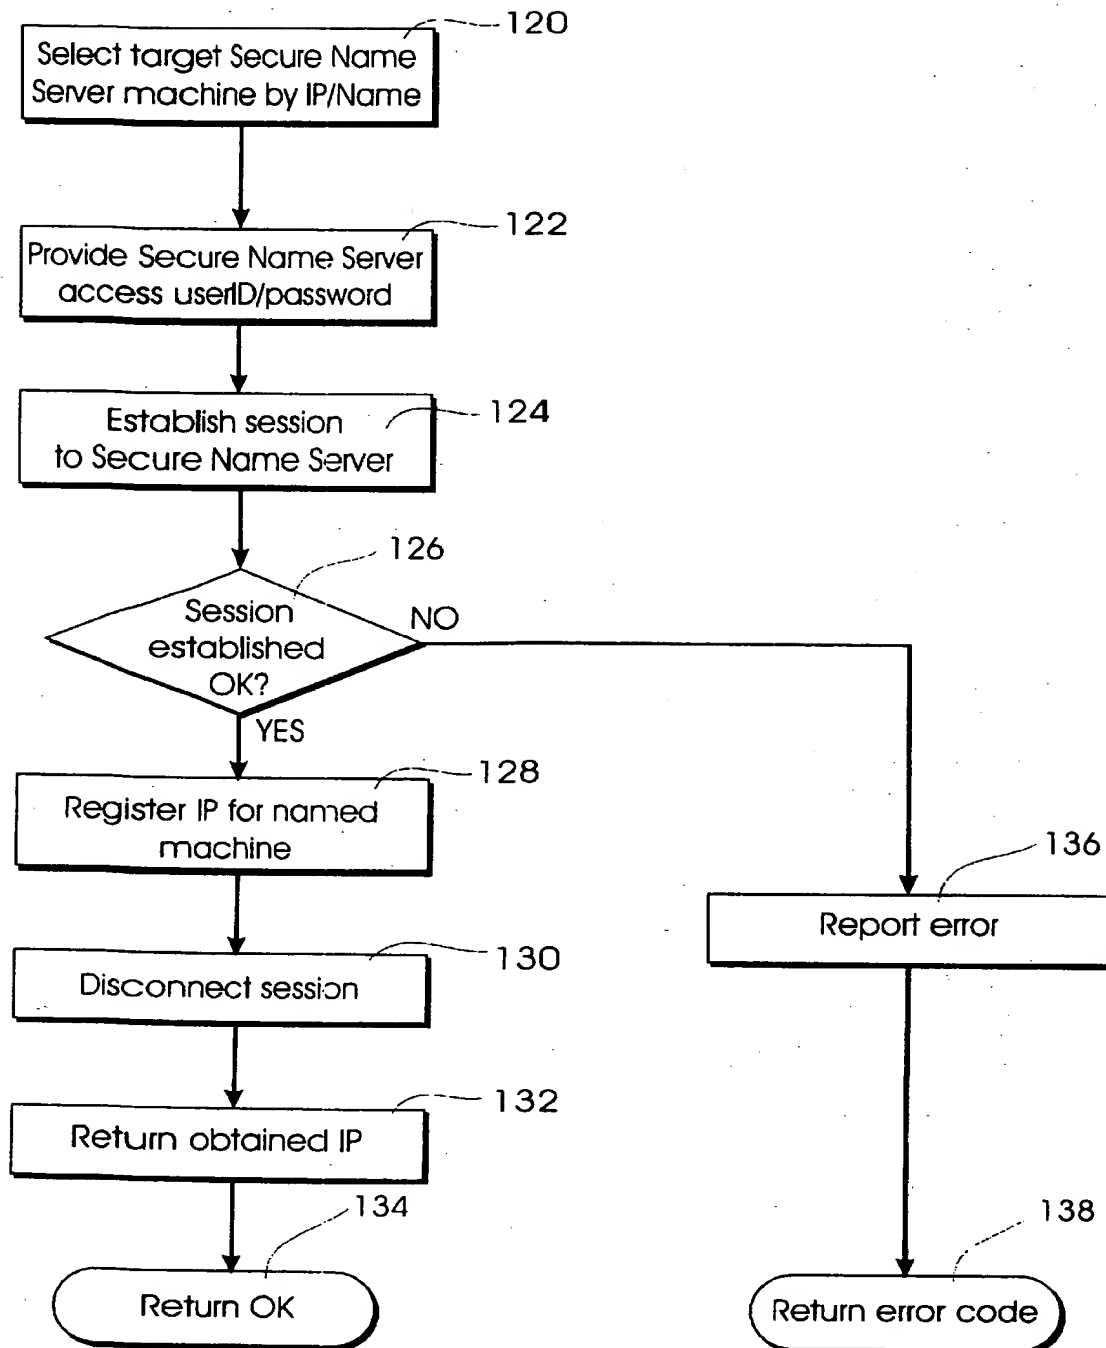 120
Select target Secure Name
Server machine by IP/Name
122
Provide Secure Name Server
access userID/password
124
Establish session
to Secure Name Server
126
Session
established
OK?
NO
YES
128
Register IP for named
machine
136
Report error
130
Disconnect session
132
Return obtained IP
134
Return OK
138
Return error code